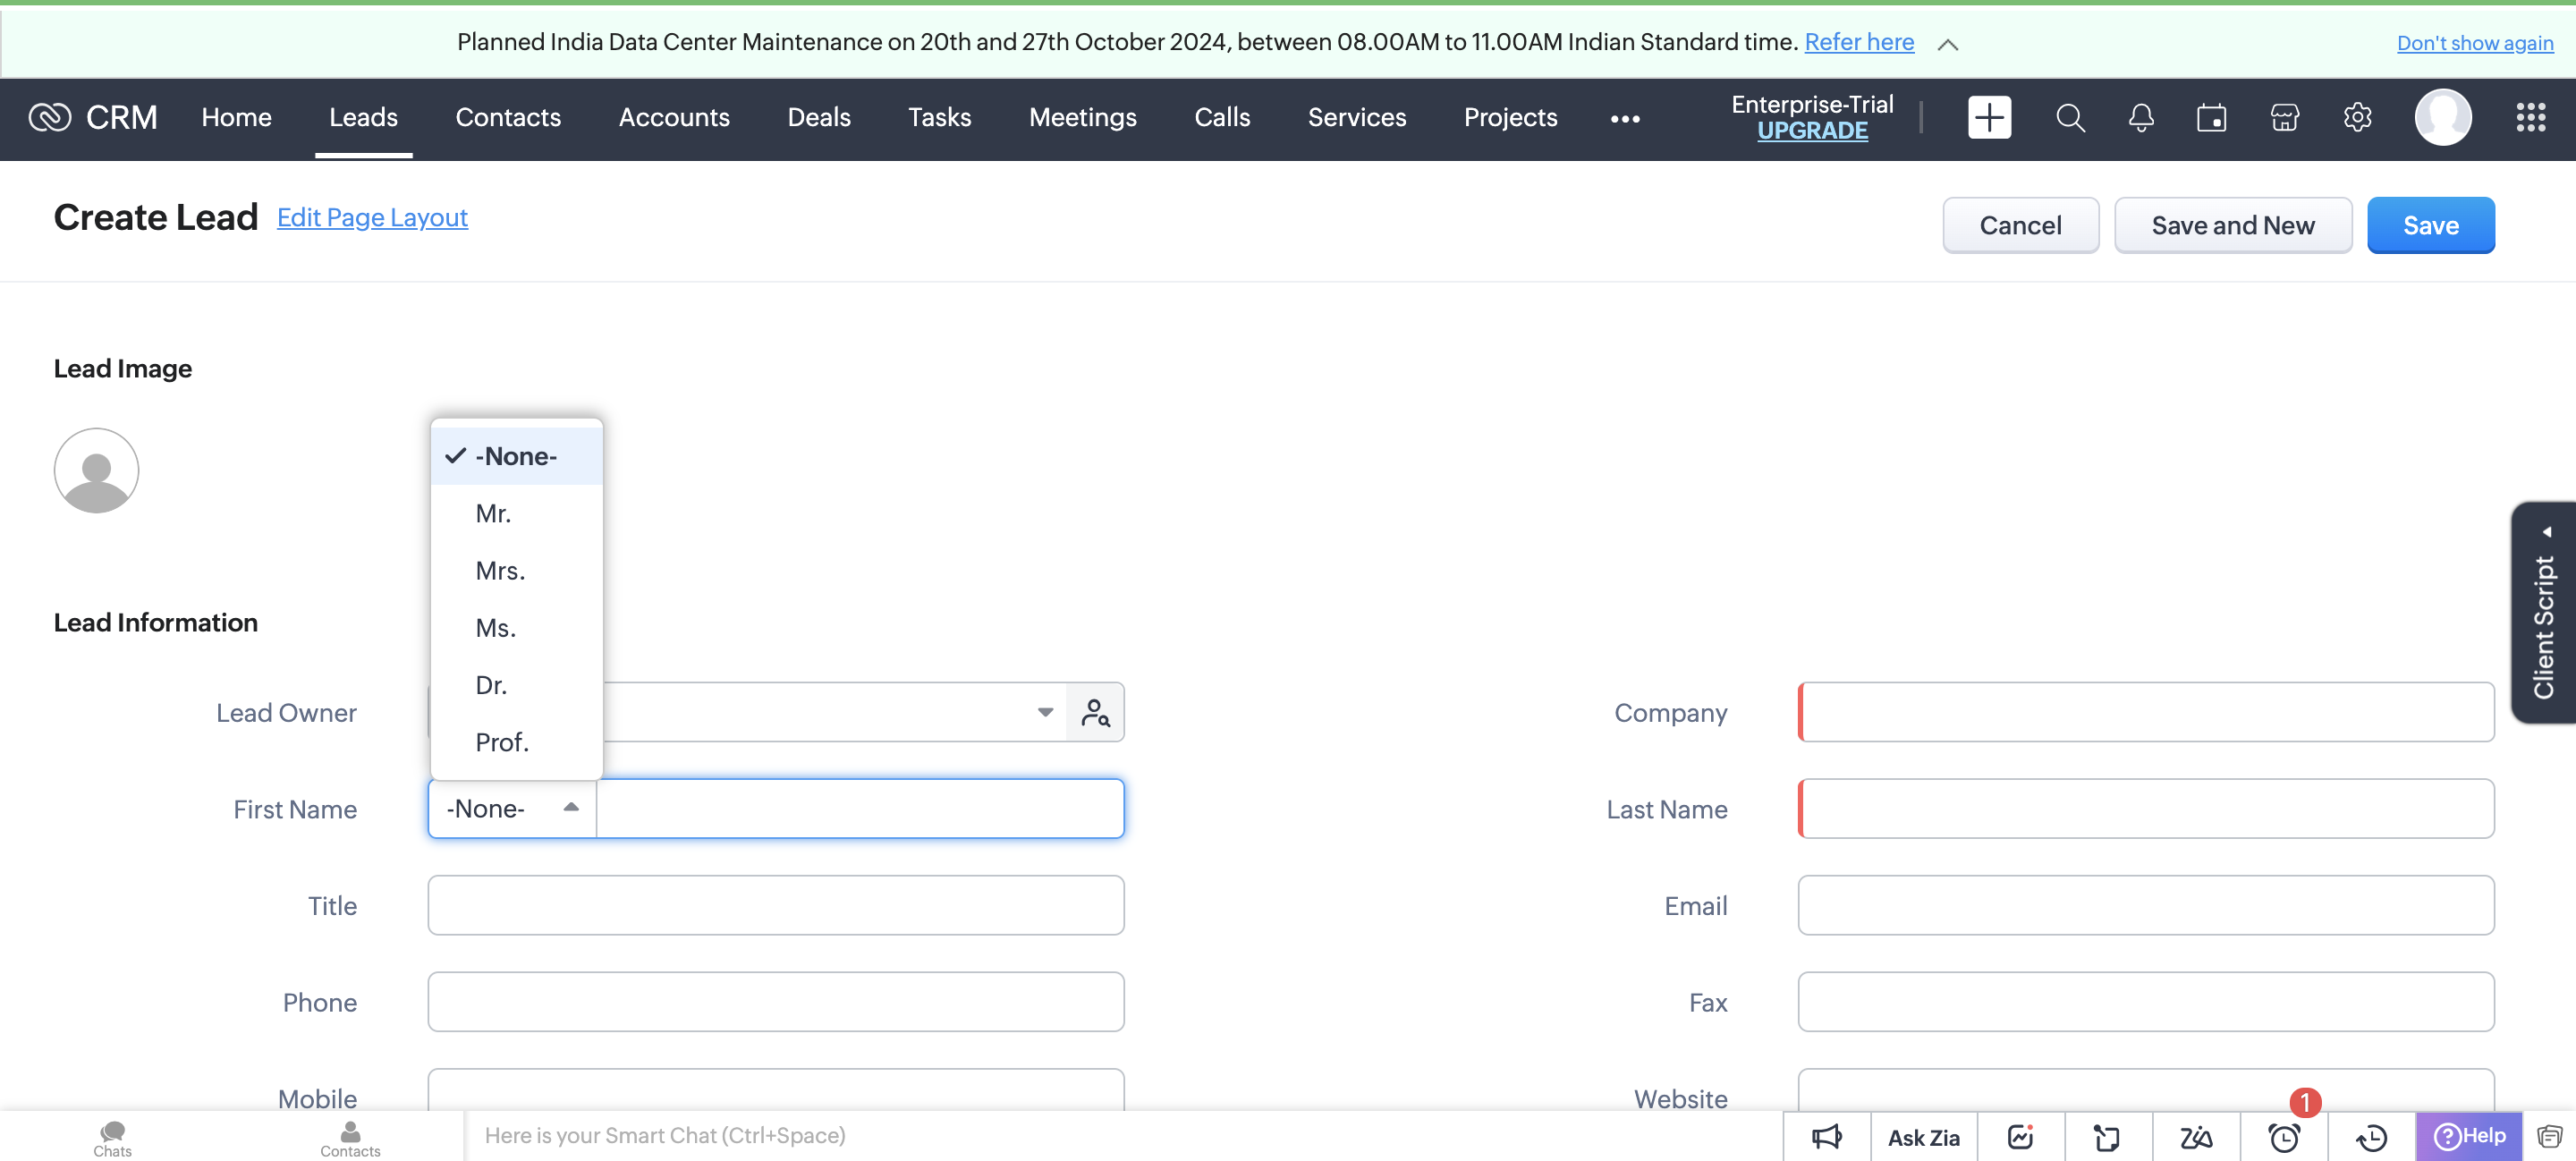 Planned India Data Center Maintenance on 20th and 27th October 2024, between 08.00AM to 11.00AM Indian Standard time. Refer here
Don't show again
CRM Home Leads Contacts Accounts Deals Tasks Meetings Calls Services Projects ••• Enterprise-Trial
UPGRADE
Create Lead Edit Page Layout Cancel Save and New Save
Lead Image
-None-
Mr.
Mrs.
Ms.
Dr.
Prof.
Lead Information
Client Script
Lead Owner Company
First Name -None- Last Name
Title Email
Phone Fax
Mobile Website
Chats Contacts Here is your Smart Chat (Ctrl+Space) Ask Zia 1 Help